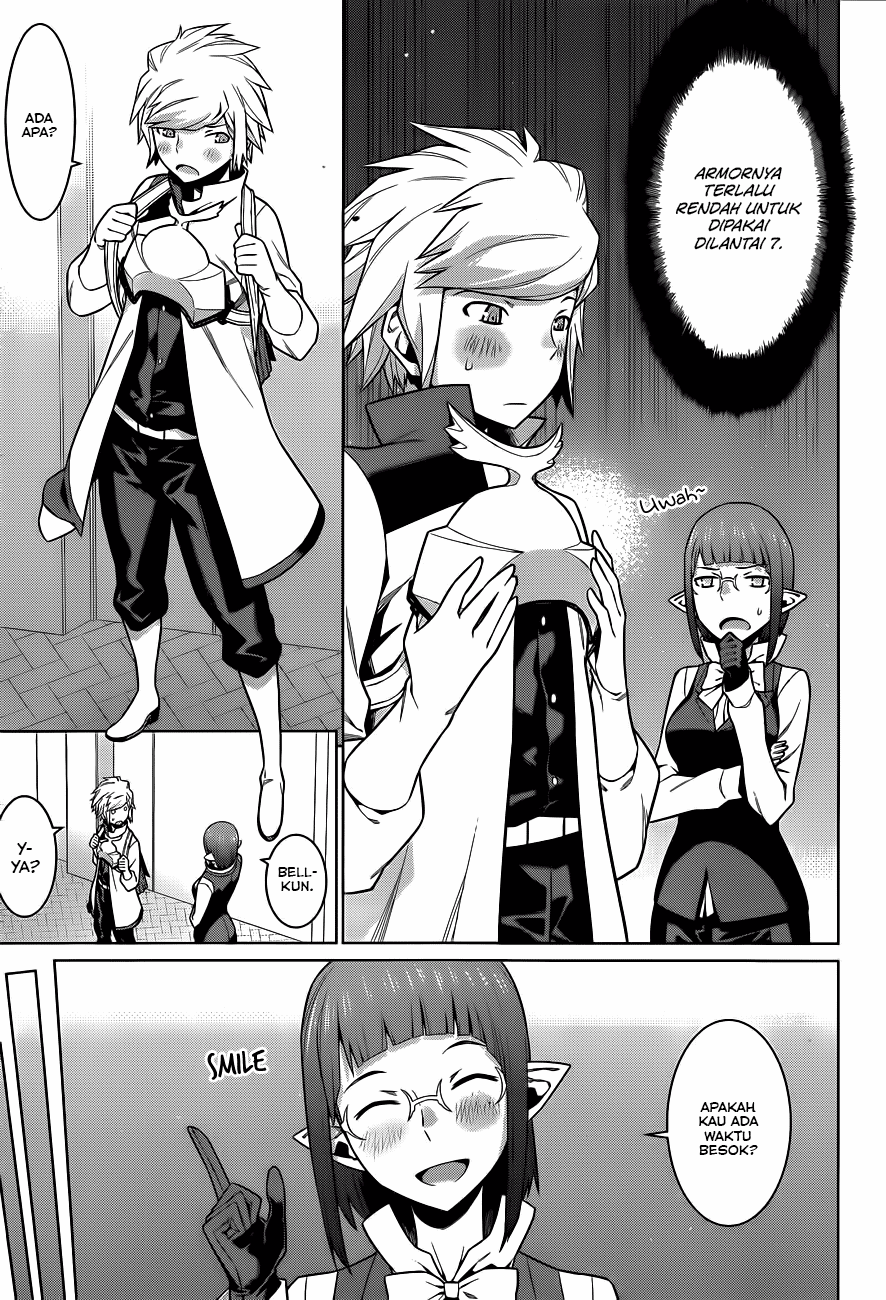 ARMORNYA
TERLALU
RENDAH UNTUK
DIPAKAI
DILANTAI 7.
Uwah~
ADA
APA?
BELL-
KUN.
Y-
YA?
SMILE
APAKAH
KAU ADA
WAKTU
BESOK?